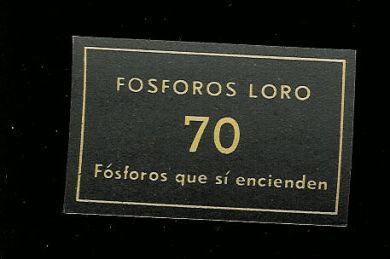 FOSFOROS LORO
70
Fósforos que sí encienden